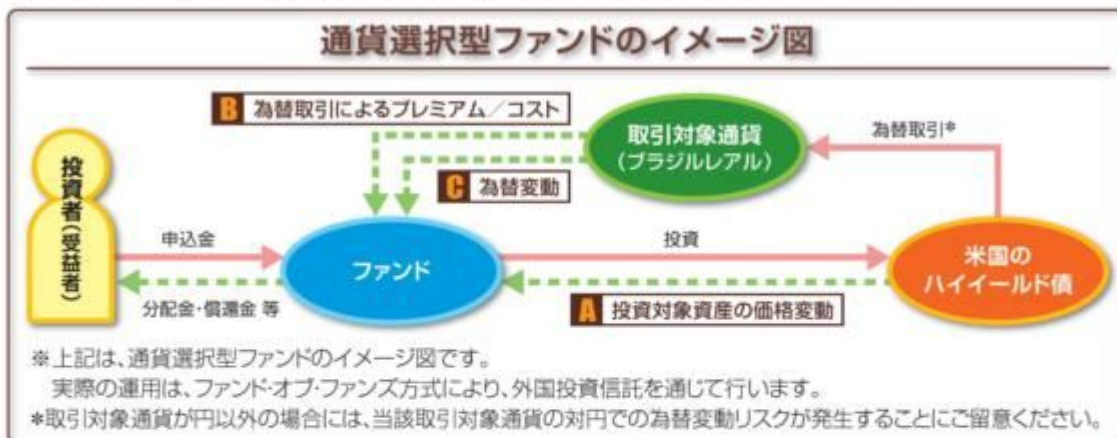 通貨選択型ファンドのイメージ図
B 為替取引によるプレミアム／コスト
取引対象通貨
(ブラジルレアル)
為替取引*
C 為替変動
投資者(受益者)
申込金
ファンド
投資
米国の
ハイイールド債
分配金・償還金 等
A 投資対象資産の価格変動
※上記は、通貨選択型ファンドのイメージ図です。
実際の運用は、ファンド・オブ・ファンズ方式により、外国投資信託を通じて行います。
*取引対象通貨が円以外の場合には、当該取引対象通貨の対円での為替変動リスクが発生することにご留意ください。